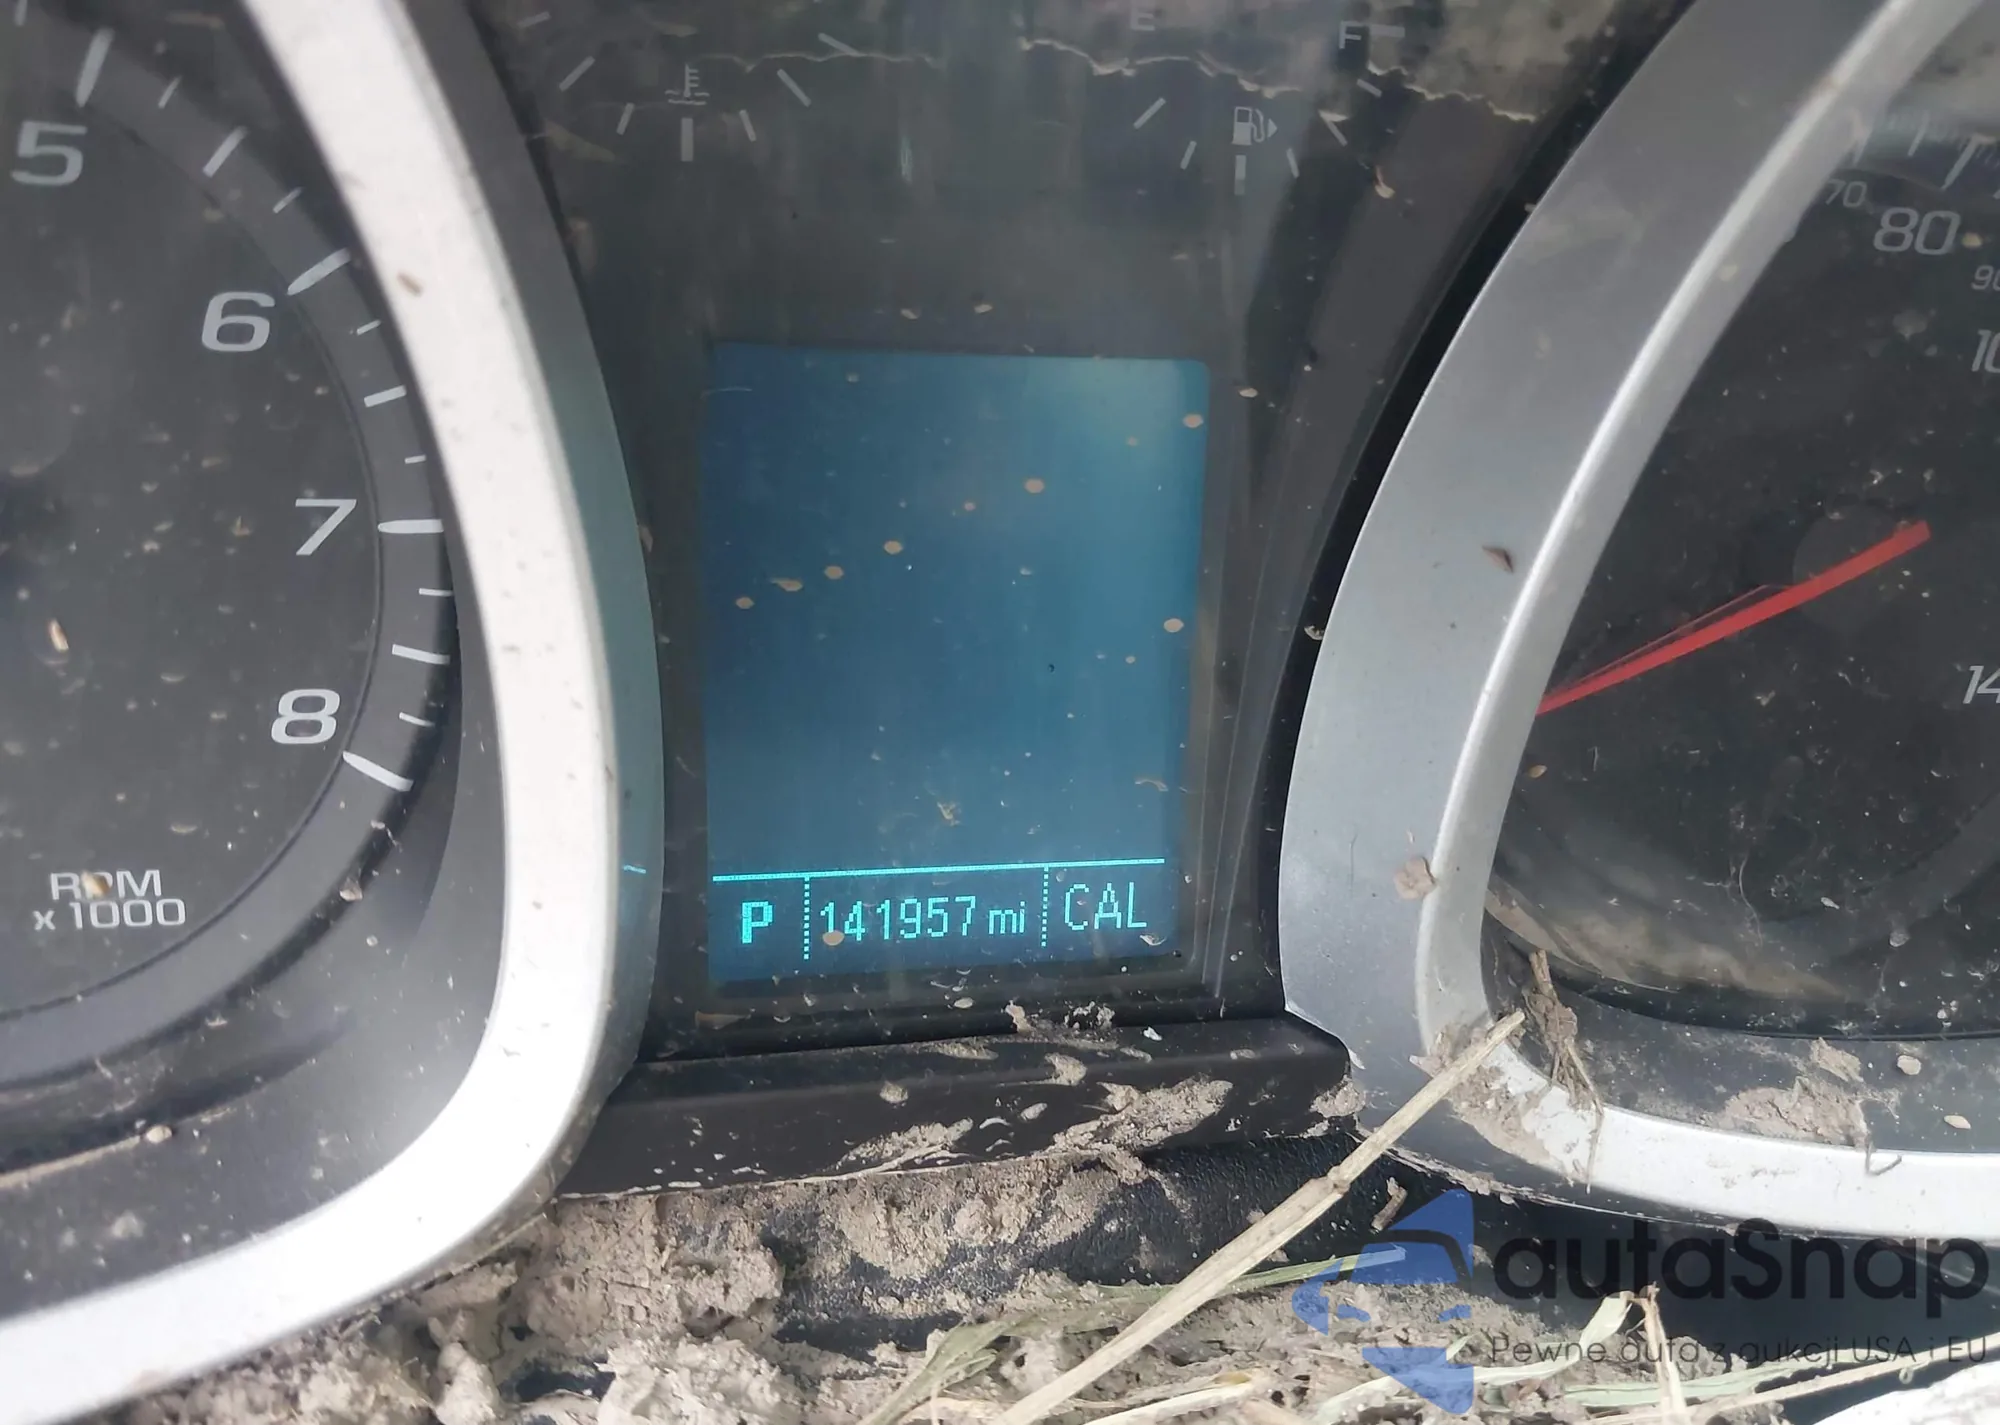 E
F
5
6
7
8
RPM
x1000
70
80
P 141957 mi CAL
autaSnap
Pewne auta z aukcji USA i EU